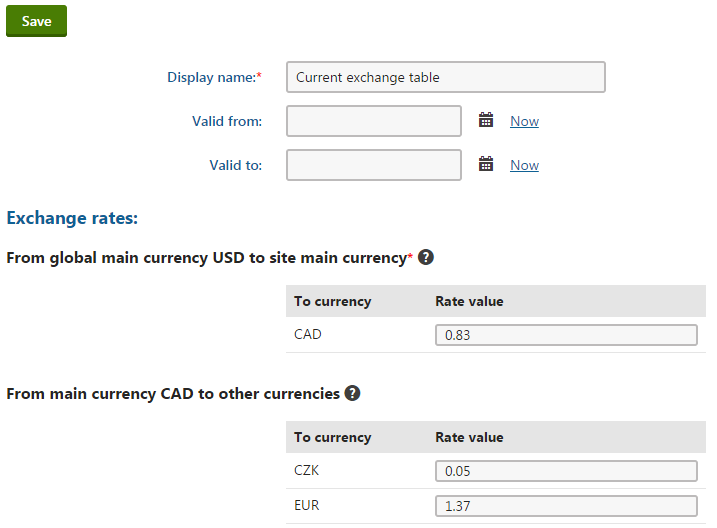 Save
Display name:* Current exchange table
Valid from: Now
Valid to: Now
Exchange rates:
From global main currency USD to site main currency* ?
To currency Rate value
CAD 0.83
From main currency CAD to other currencies ?
To currency Rate value
CZK 0.05
EUR 1.37